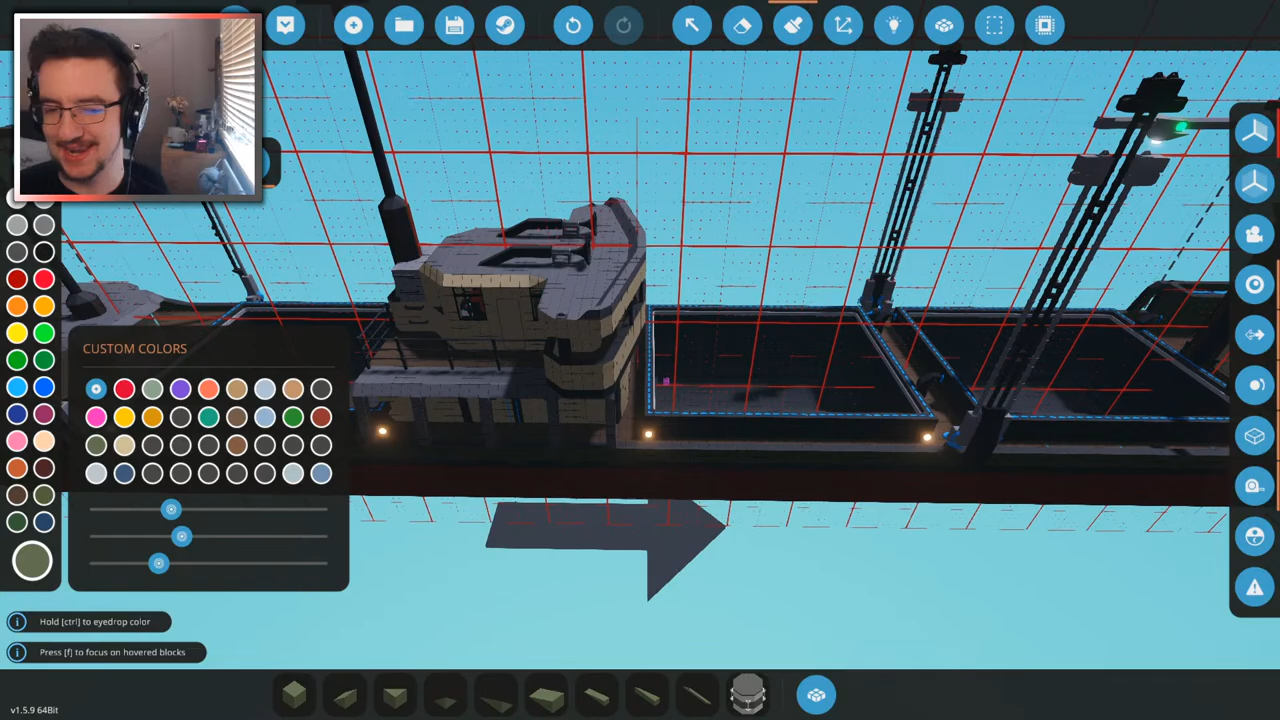 CUSTOM COLORS
Hold [ctrl] to eyedrop color
Press [f] to focus on hovered blocks
v1.5.9 64Bit